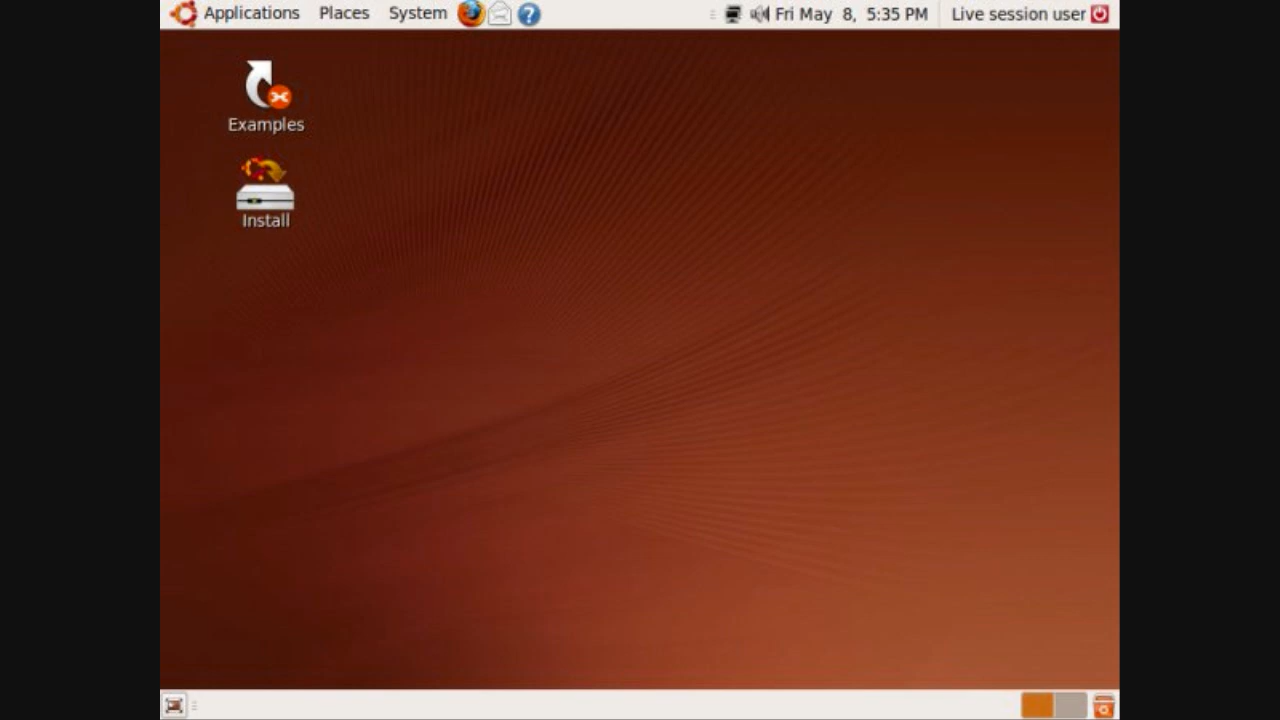 Applications Places System Fri May 8, 5:35 PM Live session user
Examples
Install